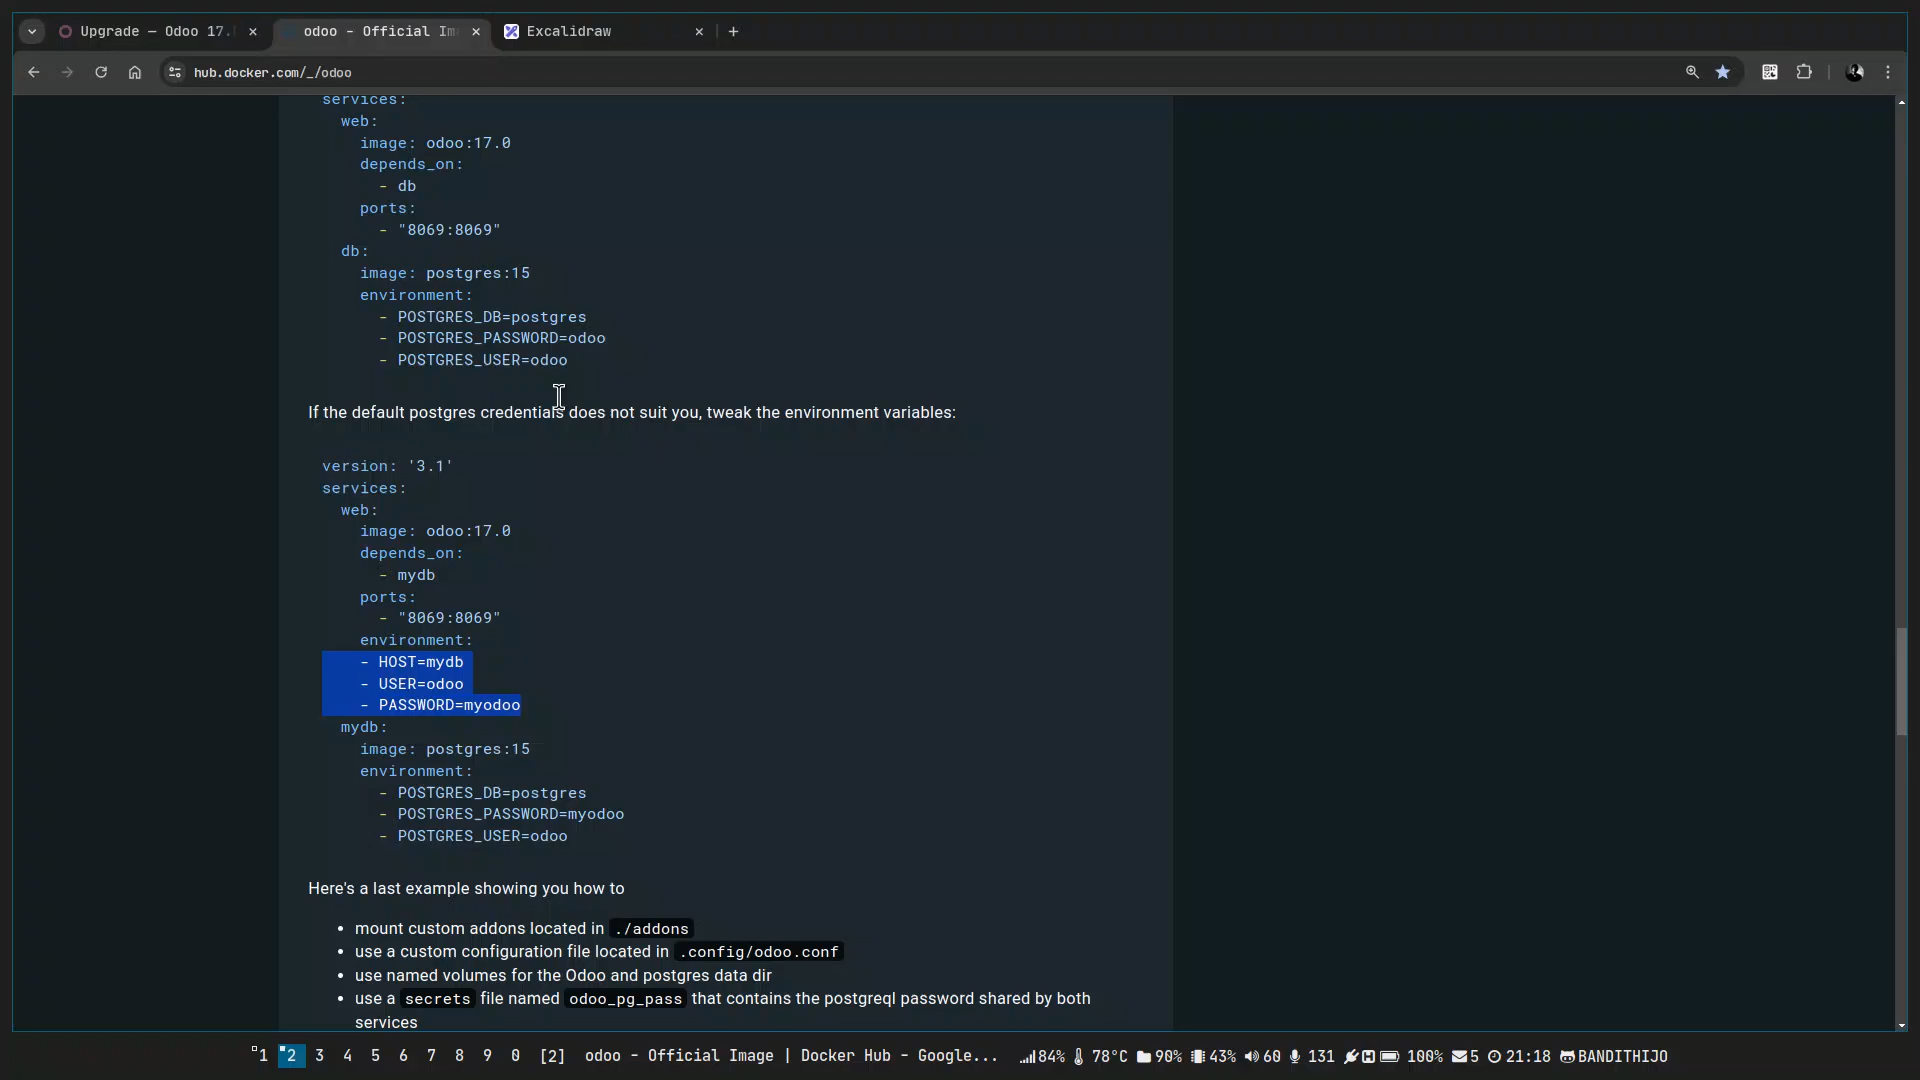 Upgrade — Odoo 17.
odoo - Official Im
Excalidraw
hub.docker.com/_/odoo
services:
web:
image: odoo:17.0
depends_on:
- db
ports:
- "8069:8069"
db:
image: postgres:15
environment:
- POSTGRES_DB=postgres
- POSTGRES_PASSWORD=odoo
- POSTGRES_USER=odoo
If the default postgres credentials does not suit you, tweak the environment variables:
version: '3.1'
services:
web:
image: odoo:17.0
depends_on:
- mydb
ports:
- "8069:8069"
environment:
- HOST=mydb
- USER=odoo
- PASSWORD=myodoo
mydb:
image: postgres:15
environment:
- POSTGRES_DB=postgres
- POSTGRES_PASSWORD=myodoo
- POSTGRES_USER=odoo
Here's a last example showing you how to
• mount custom addons located in ./addons
• use a custom configuration file located in .config/odoo.conf
• use named volumes for the Odoo and postgres data dir
• use a secrets file named odoo_pg_pass that contains the postgreql password shared by both
services
1 2 3 4 5 6 7 8 9 0 [2] odoo - Official Image | Docker Hub - Google... 84% 78°C 90% 43% 60 131 H 100% 5 21:18 BANDITHIJO